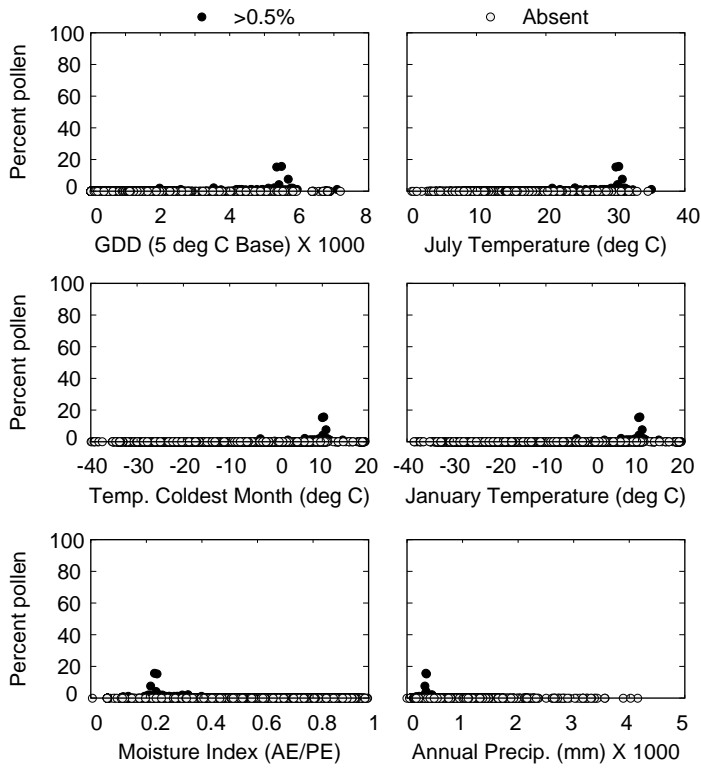 >0.5% Absent
Percent pollen
100
80
60
40
20
0
0 2 4 6 8
GDD (5 deg C Base) X 1000
0 10 20 30 40
July Temperature (deg C)
Percent pollen
100
80
60
40
20
0
-40 -30 -20 -10 0 10 20
Temp. Coldest Month (deg C)
-40 -30 -20 -10 0 10 20
January Temperature (deg C)
Percent pollen
100
80
60
40
20
0
0 0.2 0.4 0.6 0.8 1
Moisture Index (AE/PE)
0 1 2 3 4 5
Annual Precip. (mm) X 1000